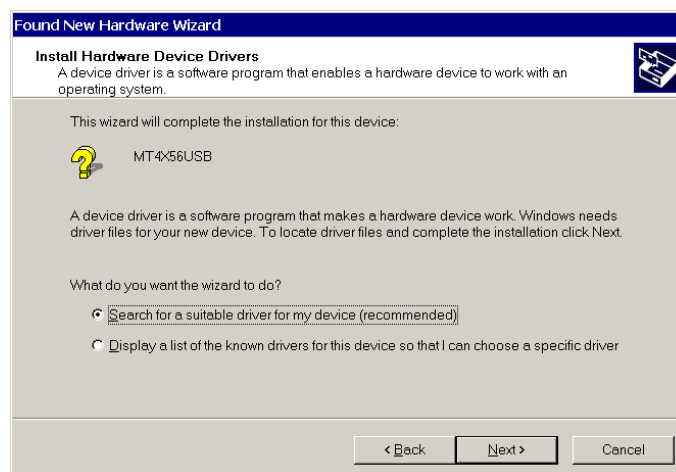 Found New Hardware Wizard
Install Hardware Device Drivers
A device driver is a software program that enables a hardware device to work with an
operating system.
This wizard will complete the installation for this device:
MT4X56USB
A device driver is a software program that makes a hardware device work. Windows needs
driver files for your new device. To locate driver files and complete the installation click Next.
What do you want the wizard to do?
Search for a suitable driver for my device (recommended)
Display a list of the known drivers for this device so that I can choose a specific driver
< Back Next > Cancel